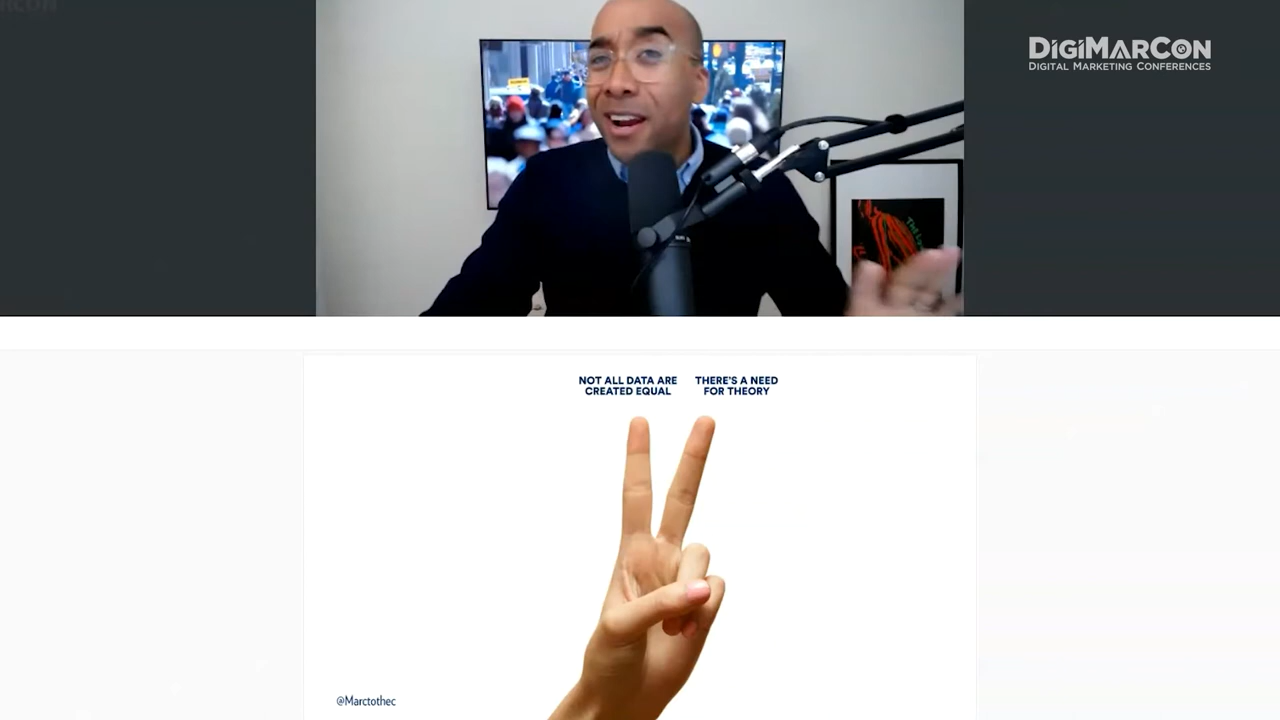 DIGIMARCON
DIGITAL MARKETING CONFERENCES
NOT ALL DATA ARE
CREATED EQUAL
THERE'S A NEED
FOR THEORY
@Marctothec